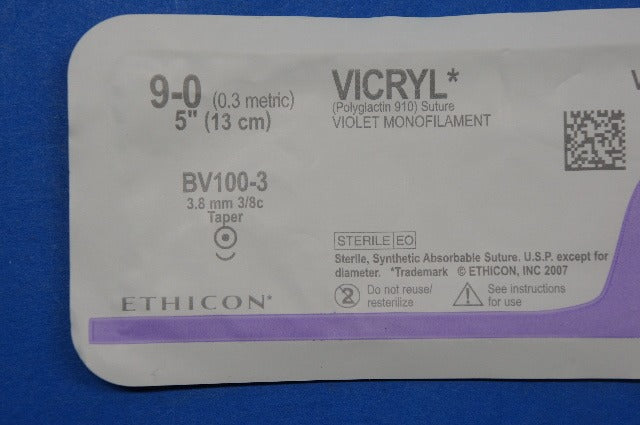 9-0 (0.3 metric)
5" (13 cm)
BV100-3
3.8 mm 3/8c
Taper
ETHICON*
VICRYL*
(Polyglactin 910) Suture
VIOLET MONOFILAMENT
STERILE EO
Sterile, Synthetic Absorbable Suture. U.S.P. except for
diameter. *Trademark © ETHICON, INC 2007
2 Do not reuse/
resterilize
See instructions
for use
V